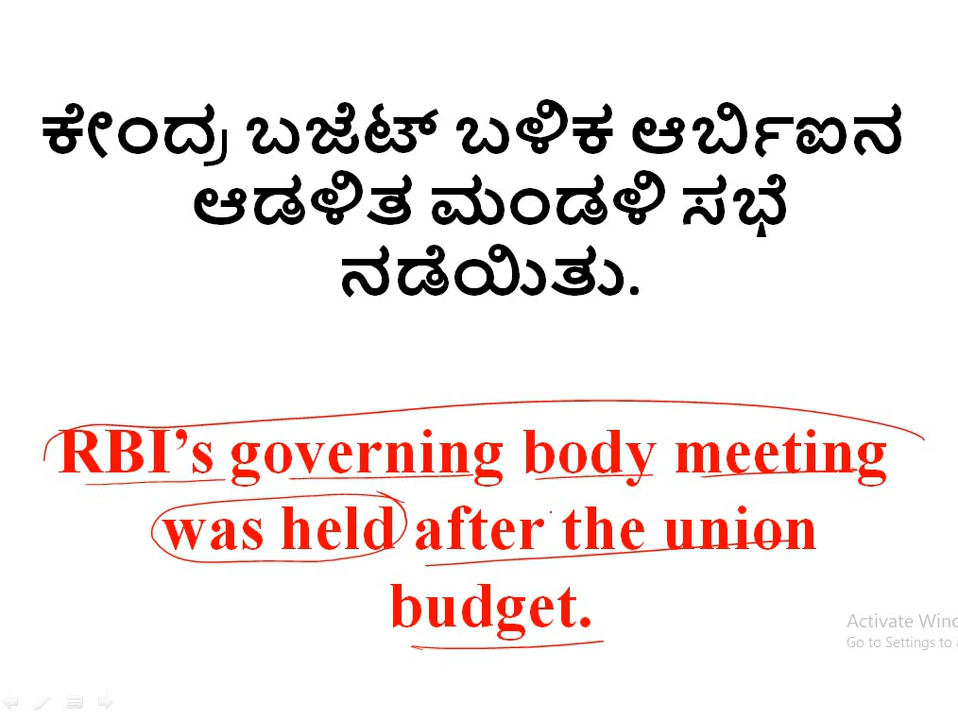 ಕೇಂದ್ರ ಬಜೆಟ್ ಬಳಿಕ ಆರ್ಬಿಐನ
ಆಡಳಿತ ಮಂಡಳಿ ಸಭೆ
ನಡೆಯಿತು.
RBI’s governing body meeting
was held after the union
budget.
Activate Wind
Go to Settings to a